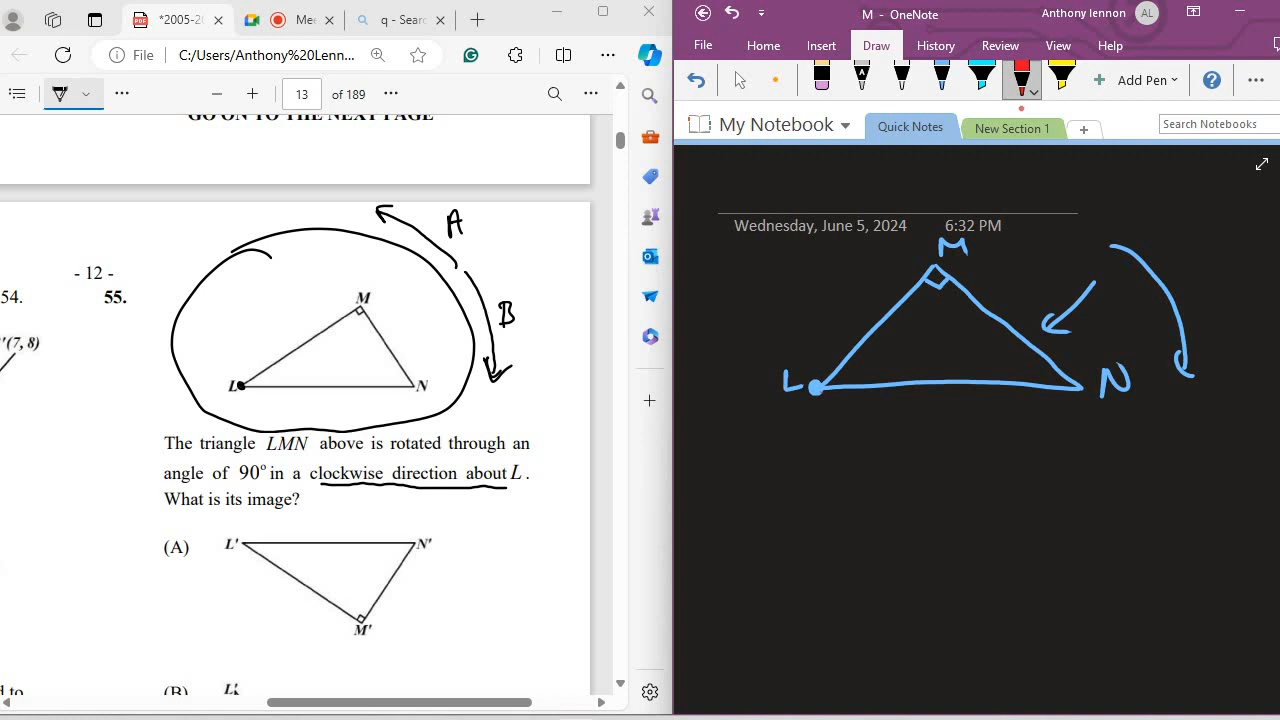 *2005-2
Mee
q - Sear
M - OneNote
Anthony lennon
AL
File
C:/Users/Anthony%20Lenn...
File
Home
Insert
Draw
History
Review
View
Help
13
of 189
A
Add Pen
GO ON TO THE NEXT PAGE
My Notebook
Quick Notes
New Section 1
Search Notebooks
Wednesday, June 5, 2024
6:32 PM
- 12 -
54.
55.
'(7, 8)
A
B
M
L
N
M
L
N
The triangle LMN above is rotated through an
angle of 90° in a clockwise direction about L.
What is its image?
(A)
L'
N'
M'
(B)
L'
d to